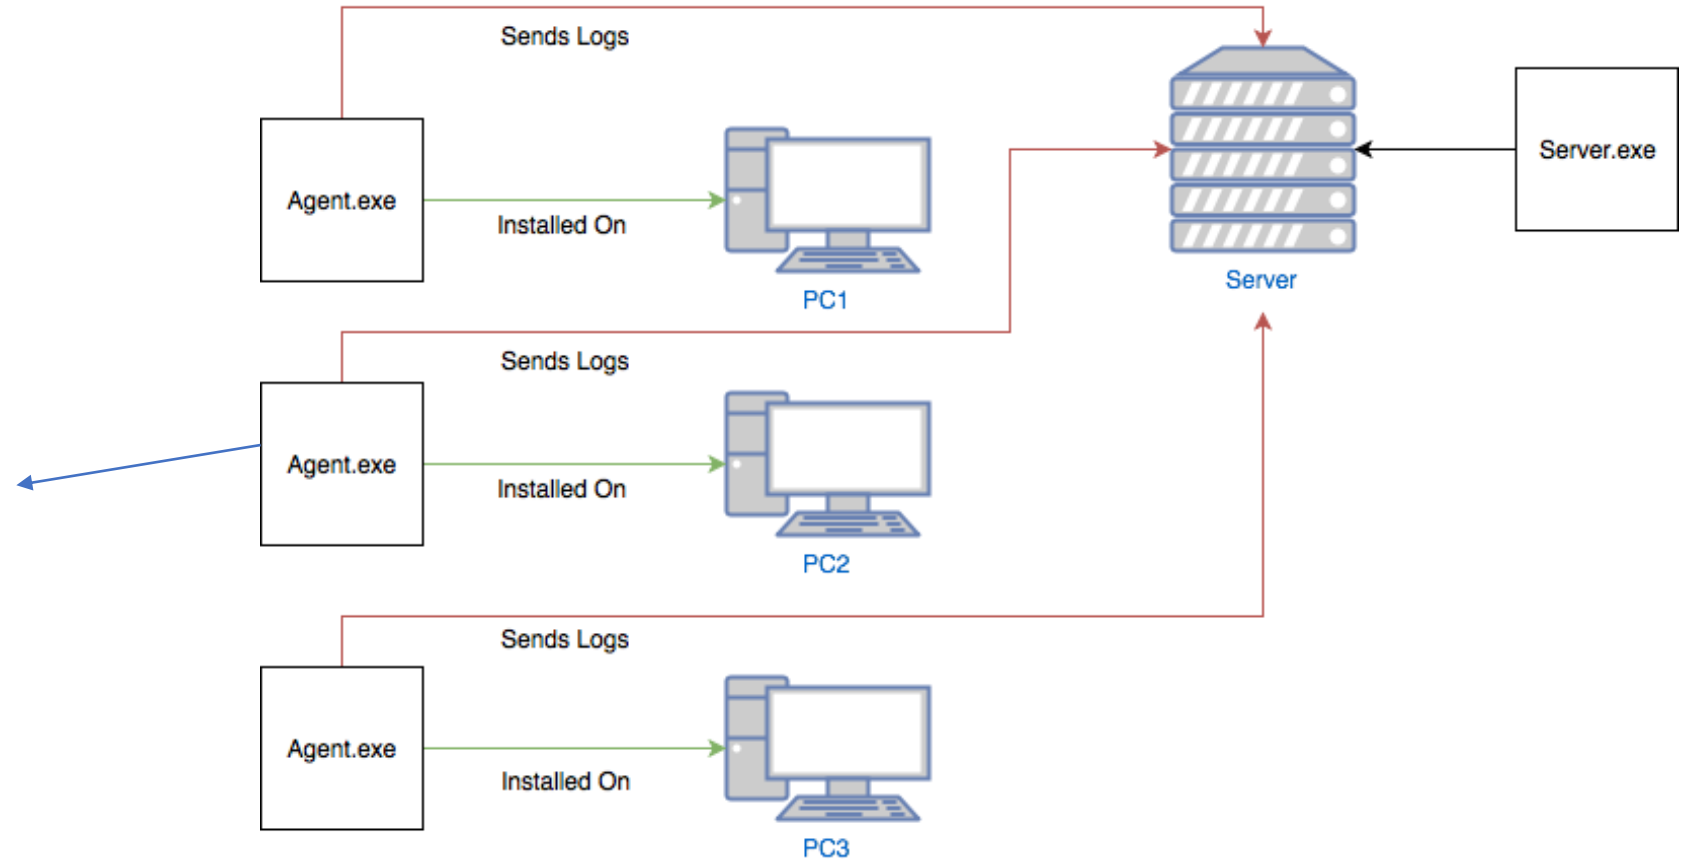 Sends Logs
Agent.exe
Installed On
PC1
Server
Server.exe
Sends Logs
Agent.exe
Installed On
PC2
Sends Logs
Agent.exe
Installed On
PC3